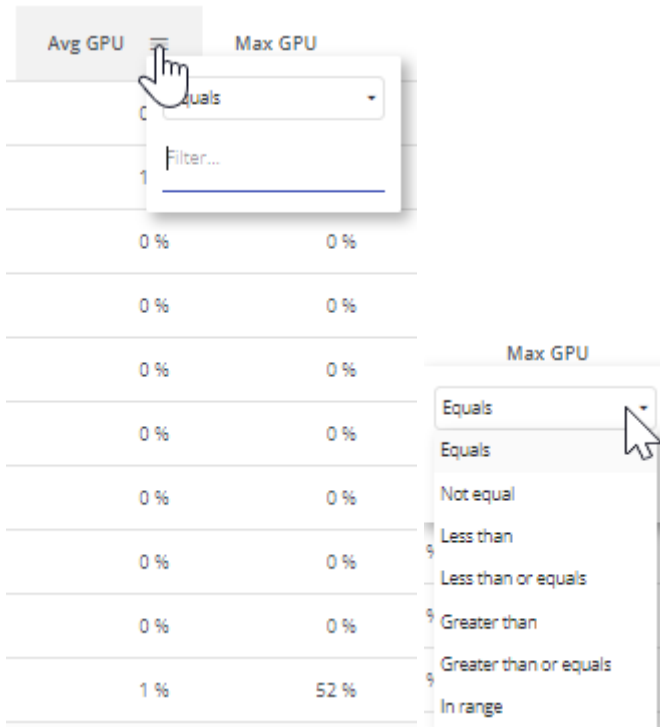 Avg GPU Max GPU
Filter...
0 % 0 %
0 % 0 %
0 % 0 %
0 % 0 %
0 % 0 %
0 % 0 %
0 % 0 %
1 % 52 %
Max GPU
Equals
Equals
Not equal
Less than
Less than or equals
Greater than
Greater than or equals
In range